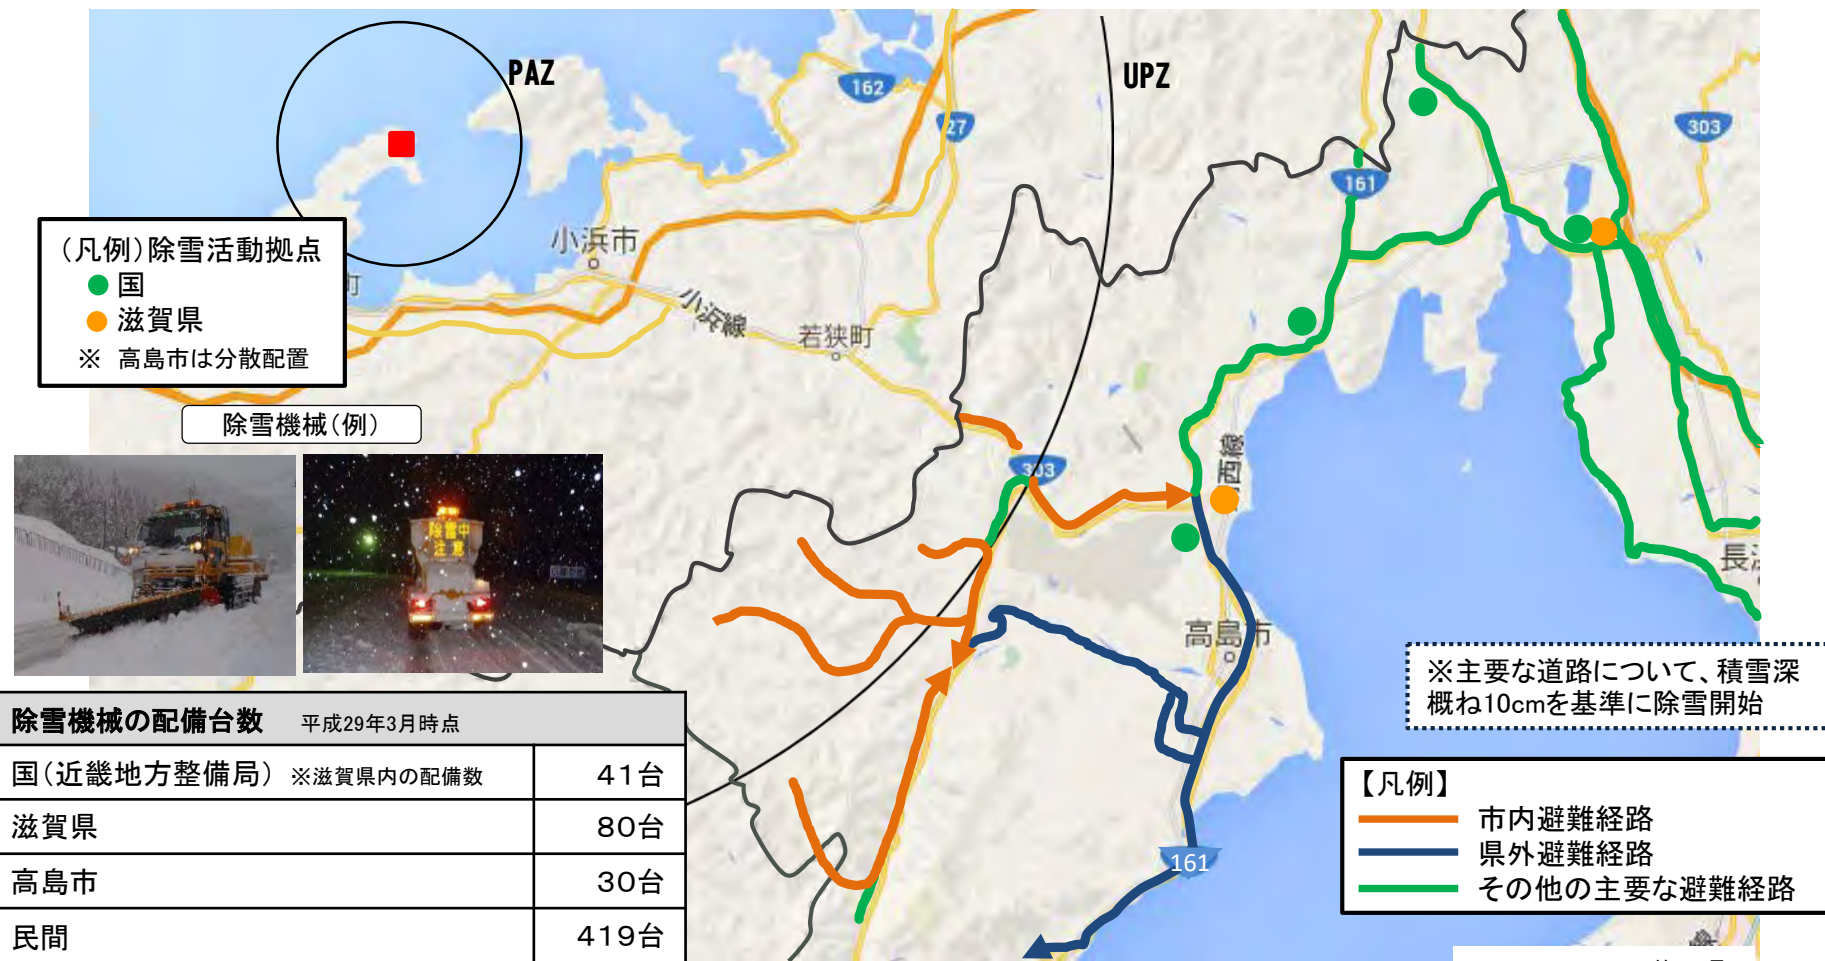 PAZ
UPZ
162
27
303
161
小浜市
(凡例)除雪活動拠点
国
滋賀県
※ 高島市は分散配置
町
小浜線
若狭町
除雪機械(例)
303
西線
除雪中
注意
長
高島市
※主要な道路について、積雪深
概ね10cmを基準に除雪開始
除雪機械の配備台数 平成29年3月時点
国(近畿地方整備局) ※滋賀県内の配備数 41台
滋賀県 80台
高島市 30台
民間 419台
【凡例】
市内避難経路
県外避難経路
その他の主要な避難経路
161